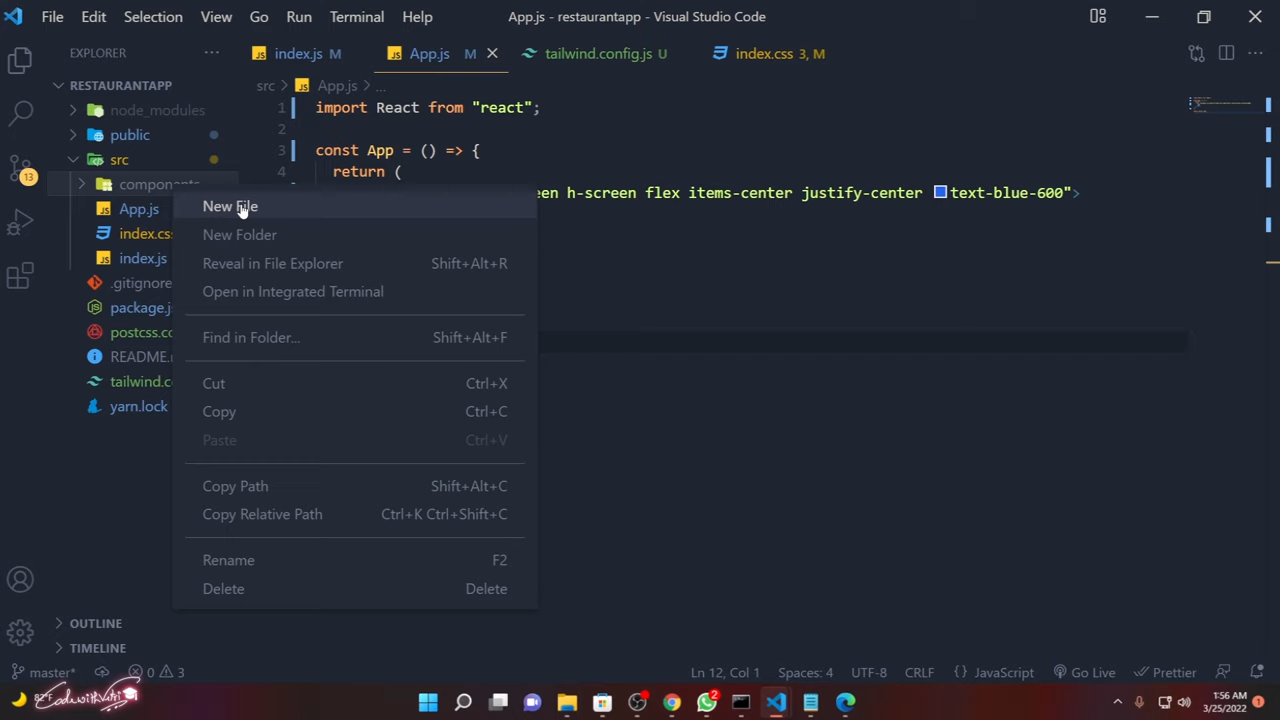 File Edit Selection View Go Run Terminal Help App.js - restaurantapp - Visual Studio Code
EXPLORER
index.js M App.js M tailwind.config.js U index.css 3, M
RESTAURANTAPP
src App.js ...
node_modules
public
src
components
App.js
index.css
index.js
.gitignore
package.j
postcss.co
README.
tailwind.c
yarn.lock
1 import React from "react";
2
3 const App = () => {
4 return (
een h-screen flex items-center justify-center text-blue-600">
New File
New Folder
Reveal in File Explorer Shift+Alt+R
Open in Integrated Terminal
Find in Folder... Shift+Alt+F
Cut Ctrl+X
Copy Ctrl+C
Paste Ctrl+V
Copy Path Shift+Alt+C
Copy Relative Path Ctrl+K Ctrl+Shift+C
Rename F2
Delete Delete
13
OUTLINE
TIMELINE
master* 0 3 Ln 12, Col 1 Spaces: 4 UTF-8 CRLF {} JavaScript Go Live Prettier
82°F
2
1:56 AM
3/25/2022
1